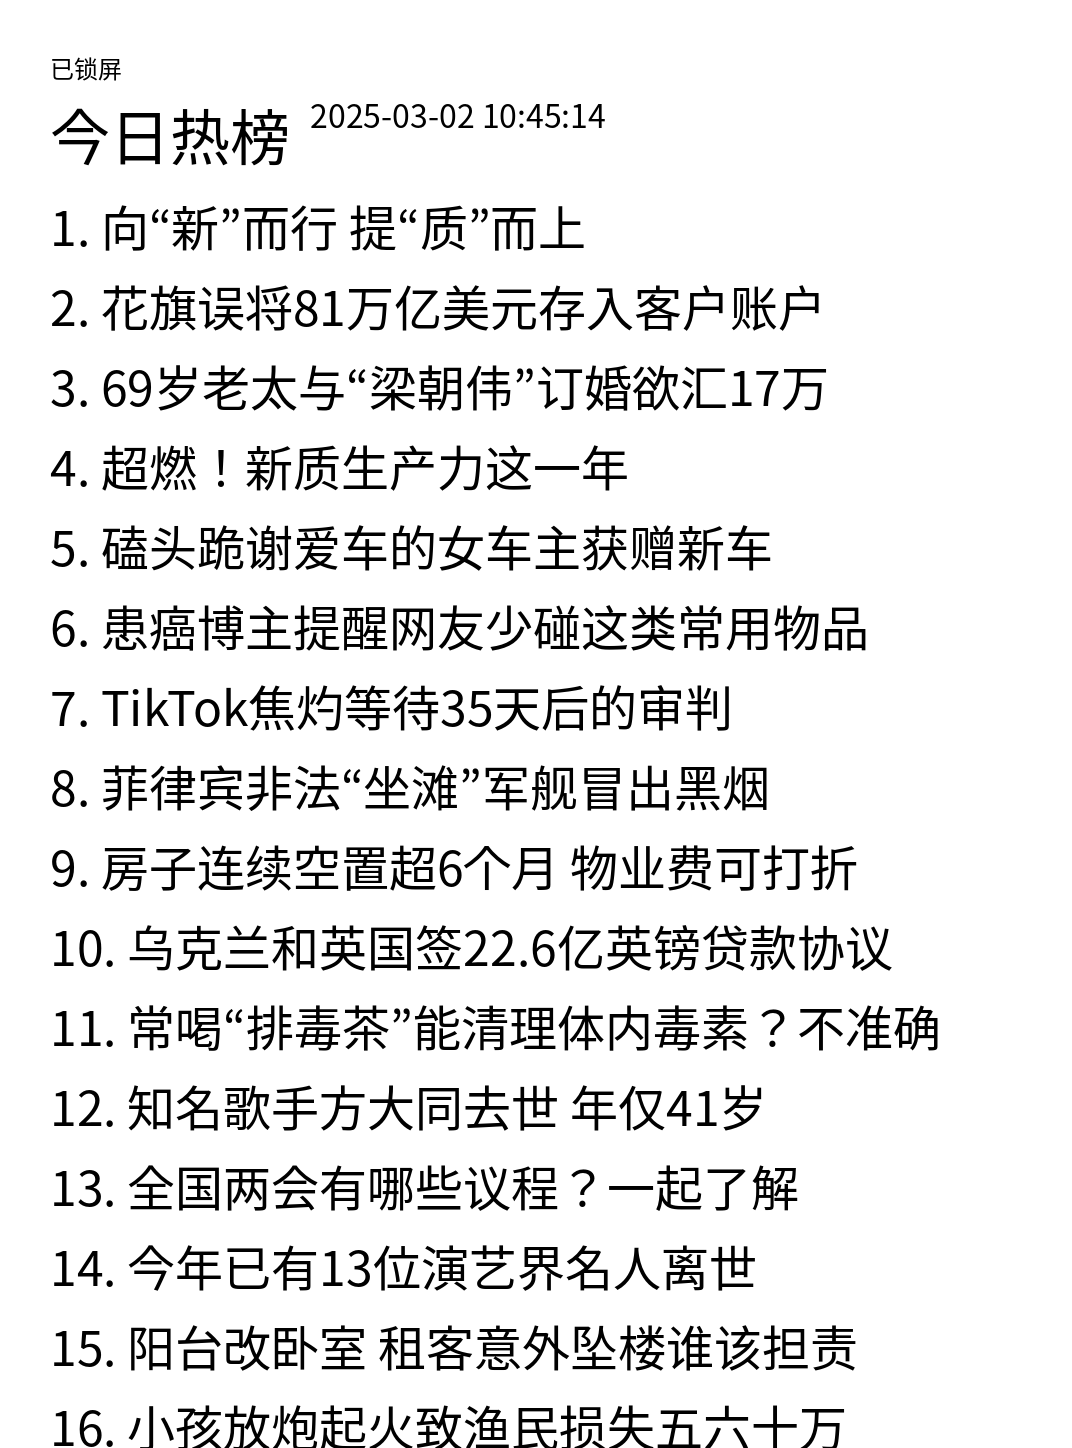 已锁屏
今日热榜 2025-03-02 10:45:14
1. 向“新”而行 提“质”而上
2. 花旗误将81万亿美元存入客户账户
3. 69岁老太与“梁朝伟”订婚欲汇17万
4. 超燃！新质生产力这一年
5. 磕头跪谢爱车的女车主获赠新车
6. 患癌博主提醒网友少碰这类常用物品
7. TikTok焦灼等待35天后的审判
8. 菲律宾非法“坐滩”军舰冒出黑烟
9. 房子连续空置超6个月 物业费可打折
10. 乌克兰和英国签22.6亿英镑贷款协议
11. 常喝“排毒茶”能清理体内毒素？不准确
12. 知名歌手方大同去世 年仅41岁
13. 全国两会有哪些议程？一起了解
14. 今年已有13位演艺界名人离世
15. 阳台改卧室 租客意外坠楼谁该担责
16. 小孩放炮起火致渔民损失五六十万